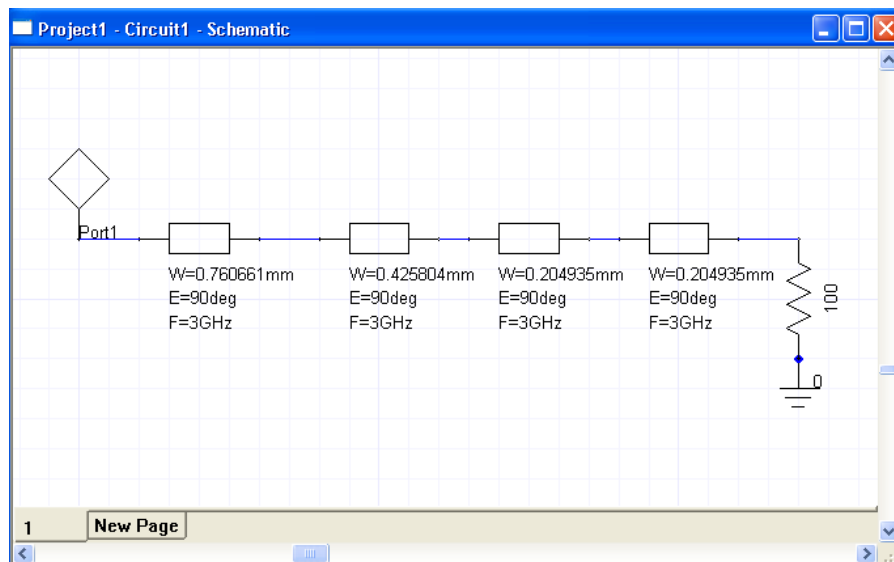 Project1 - Circuit1 - Schematic
Port1
W=0.760661mm
E=90deg
F=3GHz
W=0.425804mm
E=90deg
F=3GHz
W=0.204935mm
E=90deg
F=3GHz
W=0.204935mm
E=90deg
F=3GHz
100
0
1
New Page